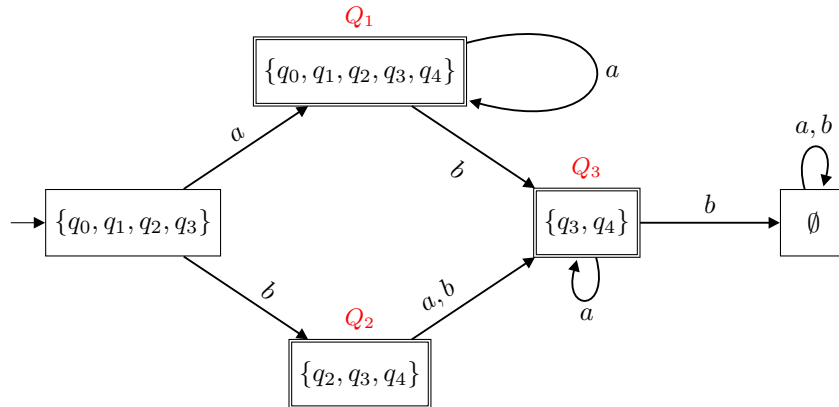 Q₁
{q₀, q₁, q₂, q₃, q₄}
a
a
b
a, b
Q₃
{q₀, q₁, q₂, q₃}
{q₃, q₄}
b
∅
b
a, b
a
Q₂
{q₂, q₃, q₄}